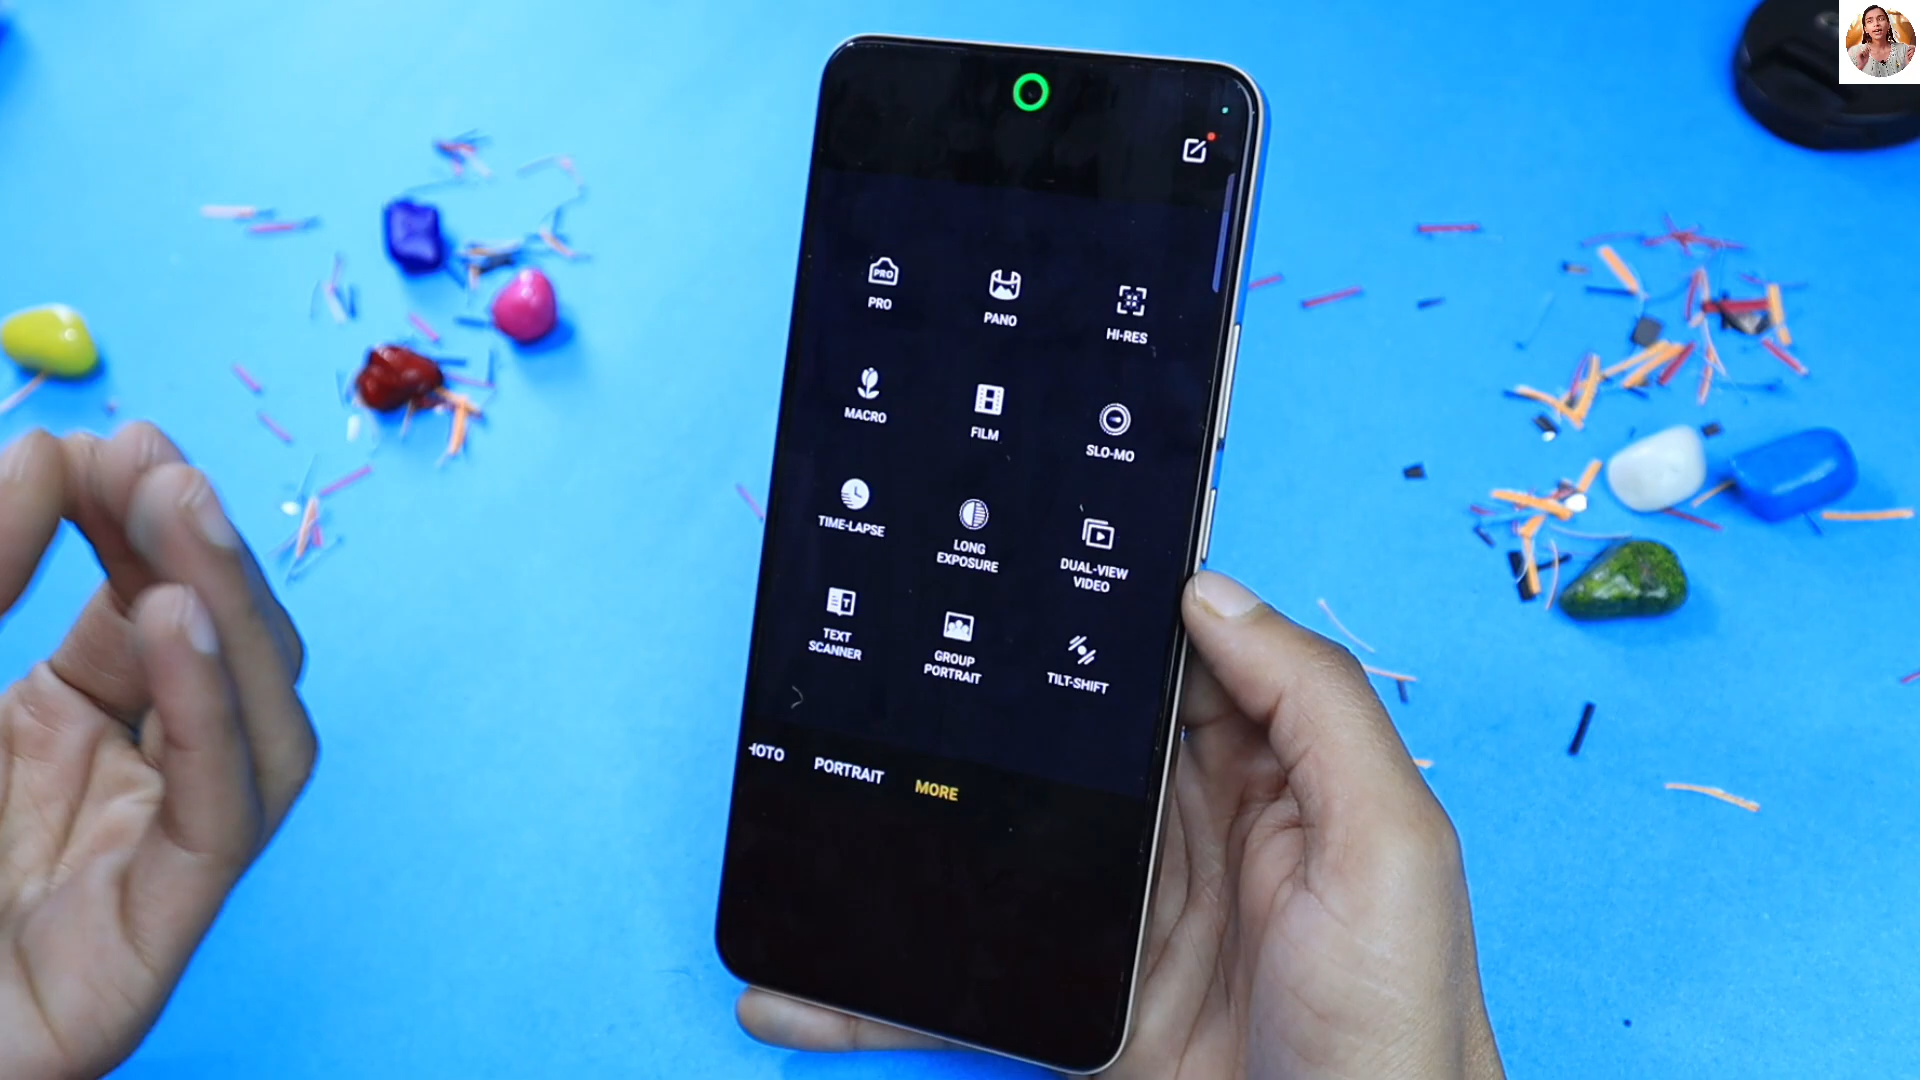 PRO
PRO
PANO
HI-RES
MACRO
FILM
SLO-MO
TIME-LAPSE
LONG
EXPOSURE
DUAL-VIEW
VIDEO
T
TEXT
SCANNER
GROUP
PORTRAIT
TILT-SHIFT
HOTO PORTRAIT MORE